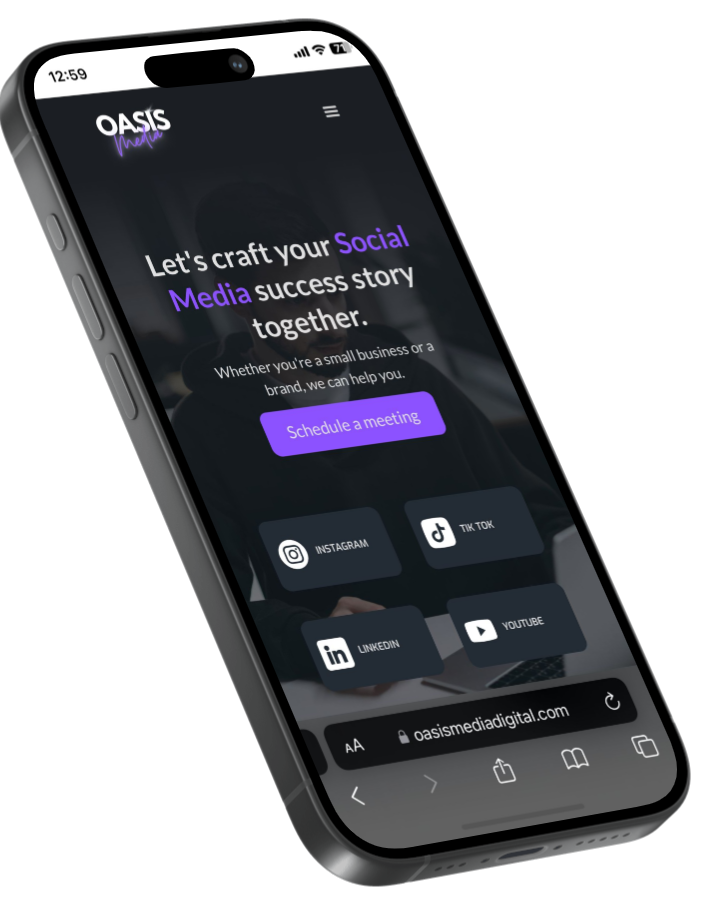 12:59
71
OASIS
Media
Let's craft your Social
Media success story
together.
Whether you're a small business or a
brand, we can help you.
Schedule a meeting
INSTAGRAM
TIK TOK
in LINKEDIN
YOUTUBE
AA oasismediadigital.com